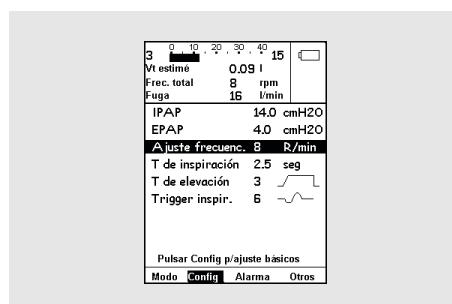 0 10 20 30 40
3 15
Vt estimé 0.09 l
Frec. total 8 rpm
Fuga 16 l/min
IPAP 14.0 cmH2O
EPAP 4.0 cmH2O
Ajuste frecuenc. 8 R/min
T de inspiración 2.5 seg
T de elevación 3
Trigger inspir. 6
Pulsar Config p/ajuste básicos
Modo Config Alarma Otros